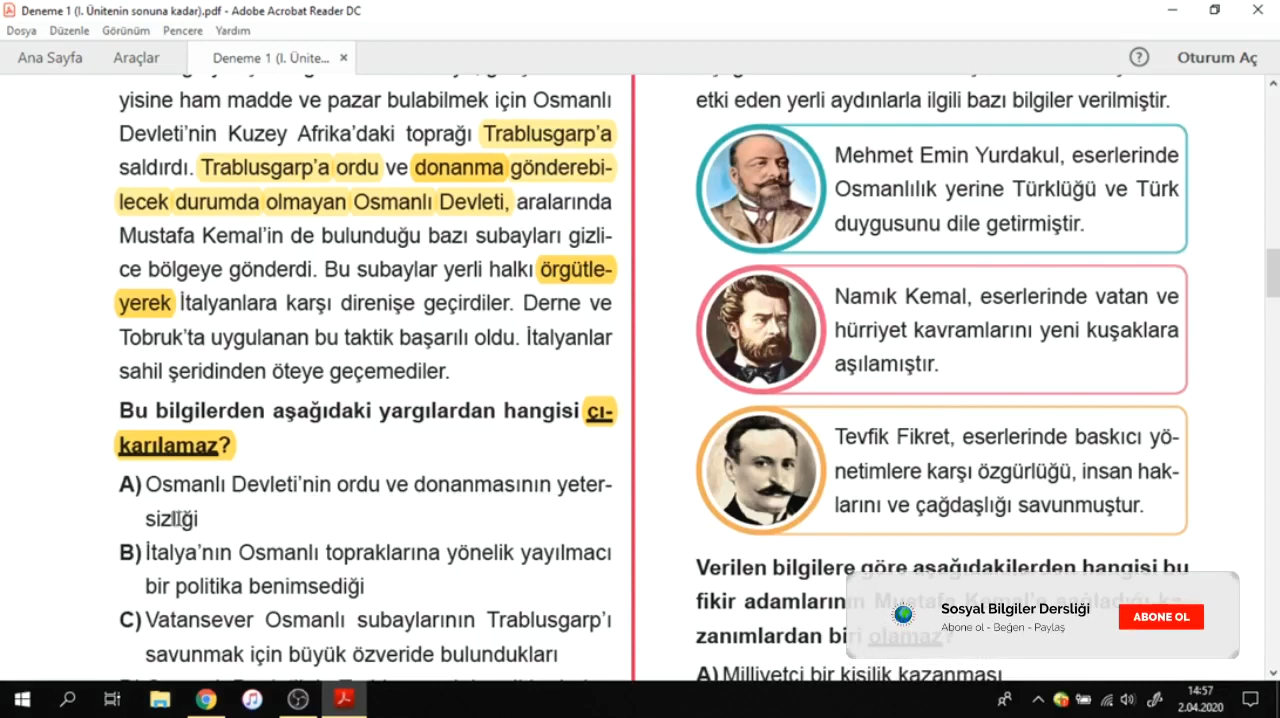 Deneme 1 (I. Ünitenin sonuna kadar).pdf - Adobe Acrobat Reader DC
Dosya Düzenle Görünüm Pencere Yardım
Ana Sayfa Araçlar Deneme 1 (I. Ünite... × Oturum Aç
yisine ham madde ve pazar bulabilmek için Osmanlı
Devleti'nin Kuzey Afrika'daki toprağı Trablusgarp'a
saldırdı. Trablusgarp'a ordu ve donanma gönderebi-
lecek durumda olmayan Osmanlı Devleti, aralarında
Mustafa Kemal'in de bulunduğu bazı subayları gizli-
ce bölgeye gönderdi. Bu subaylar yerli halkı örgütle-
yerek İtalyanlara karşı direnişe geçirdiler. Derne ve
Tobruk'ta uygulanan bu taktik başarılı oldu. İtalyanlar
sahil şeridinden öteye geçemediler.
Bu bilgilerden aşağıdaki yargılardan hangisi çı-
karılamaz?
A) Osmanlı Devleti'nin ordu ve donanmasının yeter-
sizliği
B) İtalya'nın Osmanlı topraklarına yönelik yayılmacı
bir politika benimsediği
C) Vatansever Osmanlı subaylarının Trablusgarp'ı
savunmak için büyük özveride bulundukları
etki eden yerli aydınlarla ilgili bazı bilgiler verilmiştir.
Mehmet Emin Yurdakul, eserlerinde
Osmanlılık yerine Türklüğü ve Türk
duygusunu dile getirmiştir.
Namık Kemal, eserlerinde vatan ve
hürriyet kavramlarını yeni kuşaklara
aşılamıştır.
Tevfik Fikret, eserlerinde baskıcı yö-
netimlere karşı özgürlüğü, insan hak-
larını ve çağdaşlığı savunmuştur.
Verilen bilgilere göre aşağıdakilerden hangisi bu
fikir adamlarının Mustafa Kemal'e sağladığı ka-
zanımlardan biri olamaz?
A) Milliyetçi bir kişilik kazanması
Sosyal Bilgiler Dersliği
Abone ol - Beğen - Paylaş
ABONE OL
14:57
2.04.2020